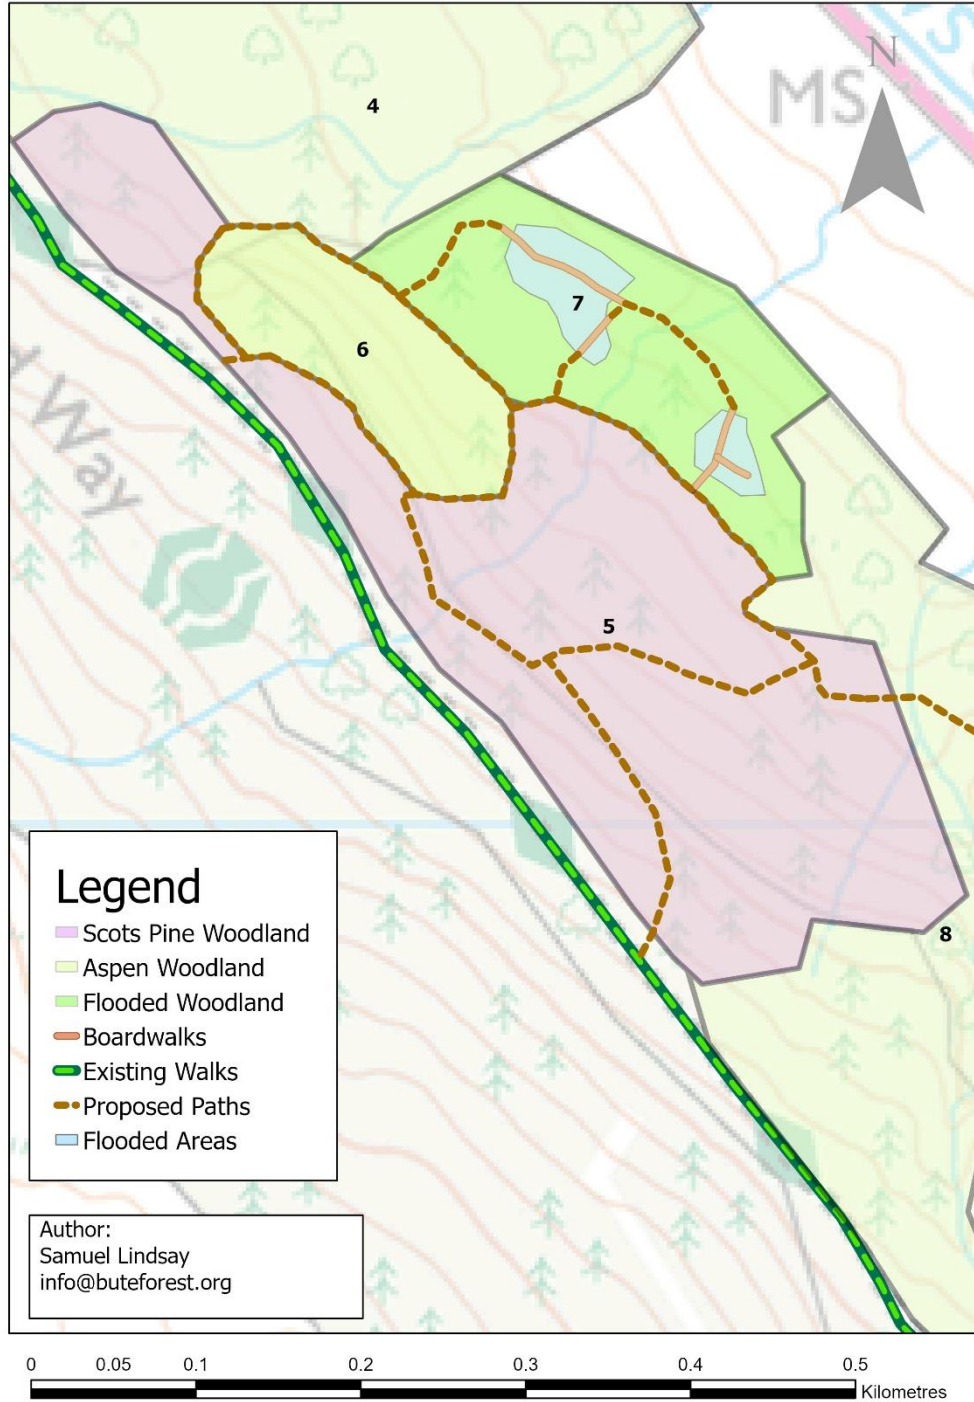 4
MS
N
7
6
y Way
5
8
Legend
Scots Pine Woodland
Aspen Woodland
Flooded Woodland
Boardwalks
Existing Walks
Proposed Paths
Flooded Areas
Author:
Samuel Lindsay
info@buteforest.org
0 0.05 0.1 0.2 0.3 0.4 0.5
Kilometres